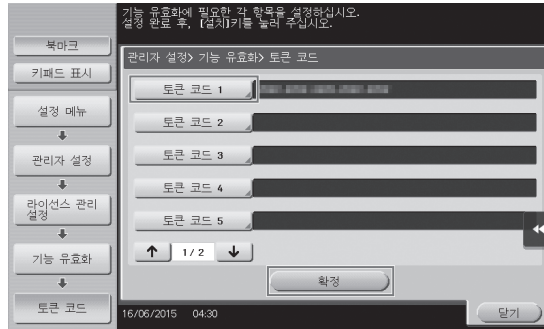 기능 유효화에 필요한 각 항목을 설정하십시오.
설정 완료 후, [설치]키를 눌러 주십시오.
북마크
키패드 표시
설정 메뉴
관리자 설정
라이선스 관리
설정
기능 유효화
토큰 코드
관리자 설정> 기능 유효화> 토큰 코드
토큰 코드 1
토큰 코드 2
토큰 코드 3
토큰 코드 4
토큰 코드 5
1/ 2
확정
16/06/2015 04:30
닫기